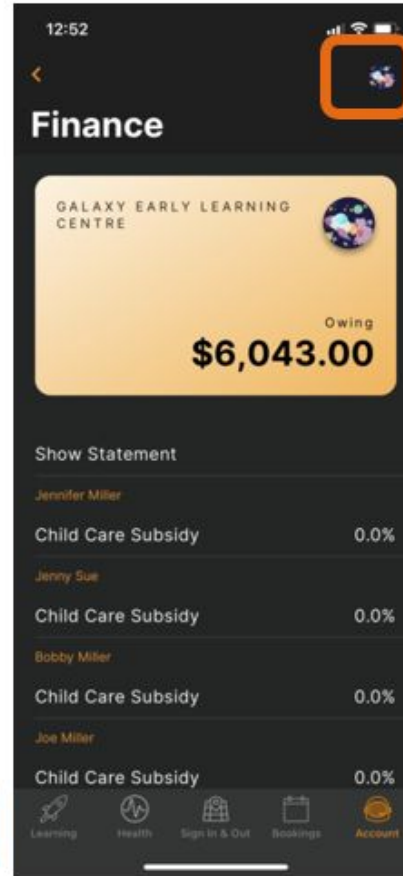 12:52
Finance
GALAXY EARLY LEARNING
CENTRE
Owing
$6,043.00
Show Statement
Jennifer Miller
Child Care Subsidy 0.0%
Jenny Sue
Child Care Subsidy 0.0%
Bobby Miller
Child Care Subsidy 0.0%
Joe Miller
Child Care Subsidy 0.0%
Learning Health Sign In & Out Bookings Account